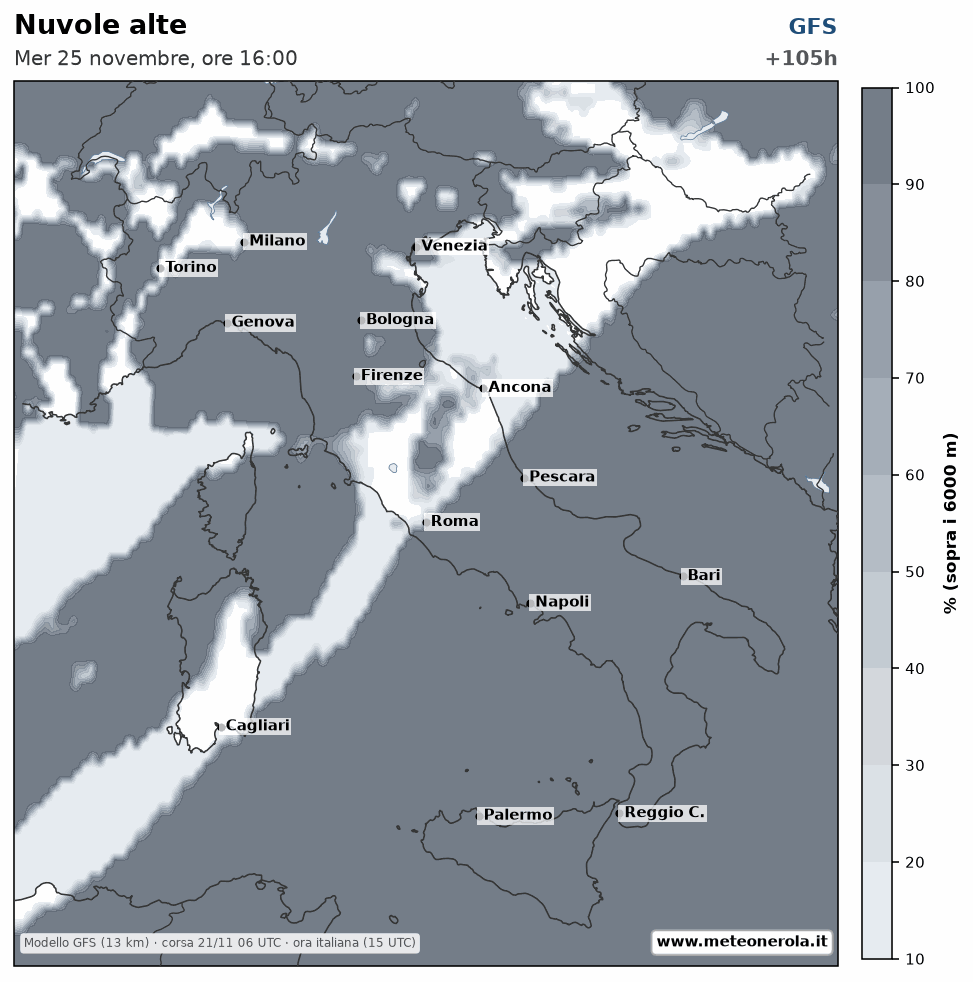 Nuvole alte
GFS
Mer 25 novembre, ore 16:00
+105h
100
90
80
70
60
50
40
30
20
10
% (sopra i 6000 m)
Milano
Venezia
Torino
Genova
Bologna
Firenze
Ancona
Pescara
Roma
Bari
Napoli
Cagliari
Palermo
Reggio C.
Modello GFS (13 km) · corsa 21/11 06 UTC · ora italiana (15 UTC)
www.meteonerola.it